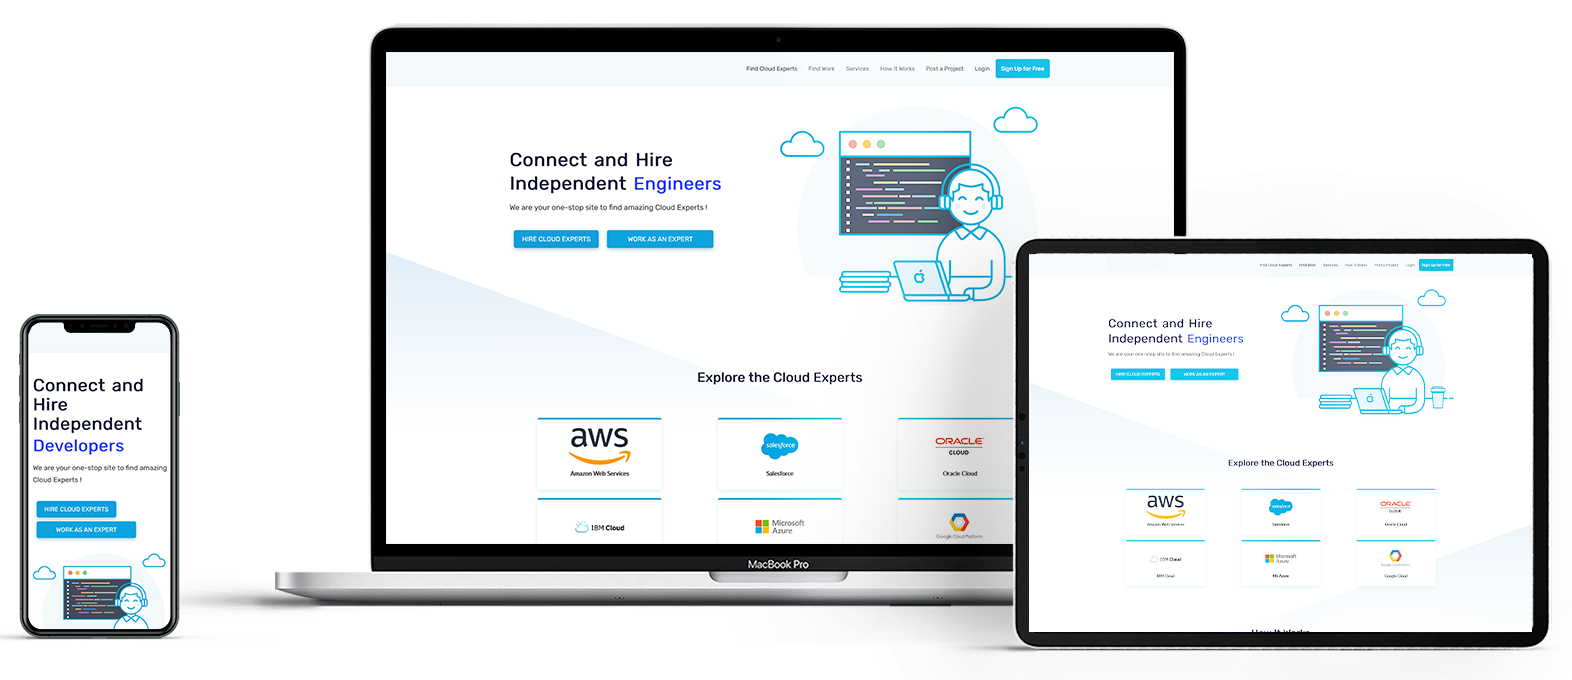 Find Cloud Experts Find Work Services How It Works Post a Project Login Sign Up for Free
Connect and Hire
Independent Engineers
We are your one-stop site to find amazing Cloud Experts !
HIRE CLOUD EXPERTS WORK AS AN EXPERT
Explore the Cloud Experts
aws
Amazon Web Services
salesforce
Salesforce
ORACLE
CLOUD
Oracle Cloud
IBM Cloud
Microsoft
Azure
Google Cloud Platform
MacBook Pro
Connect and
Hire
Independent
Developers
We are your one-stop site to find amazing
Cloud Experts !
HIRE CLOUD EXPERTS
WORK AS AN EXPERT
Find Cloud Experts Find Work Services How It Works Post a Project Login Sign Up for Free
Connect and Hire
Independent Engineers
We are your one-stop site to find amazing Cloud Experts !
HIRE CLOUD EXPERTS WORK AS AN EXPERT
Explore the Cloud Experts
aws
Amazon Web Services
salesforce
Salesforce
ORACLE
CLOUD
Oracle Cloud
IBM Cloud
IBM Cloud
Microsoft
Azure
MS Azure
Google Cloud Platform
Google Cloud
How It Works